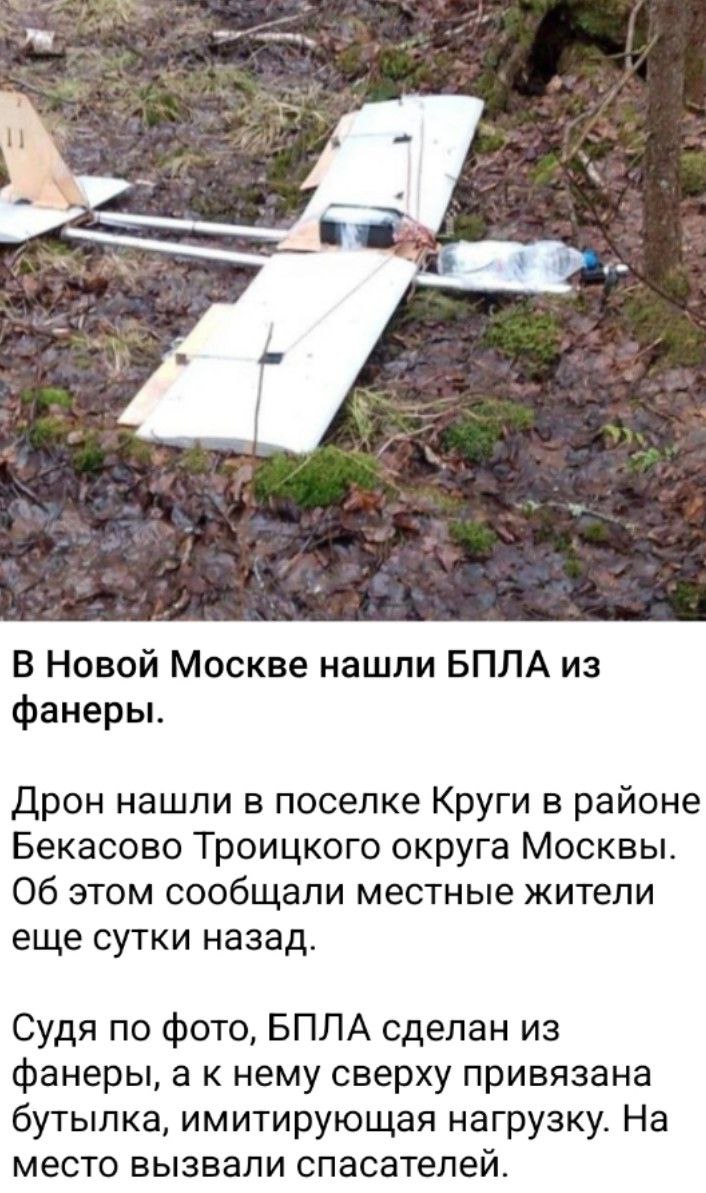 В Новой Москве нашли БПЛА из
фанеры.
Дрон нашли в поселке Круги в районе
Бекасово Троицкого округа Москвы.
Об этом сообщали местные жители
еще сутки назад.
Судя по фото, БПЛА сделан из
фанеры, а к нему сверху привязана
бутылка, имитирующая нагрузку. На
место вызвали спасателей.